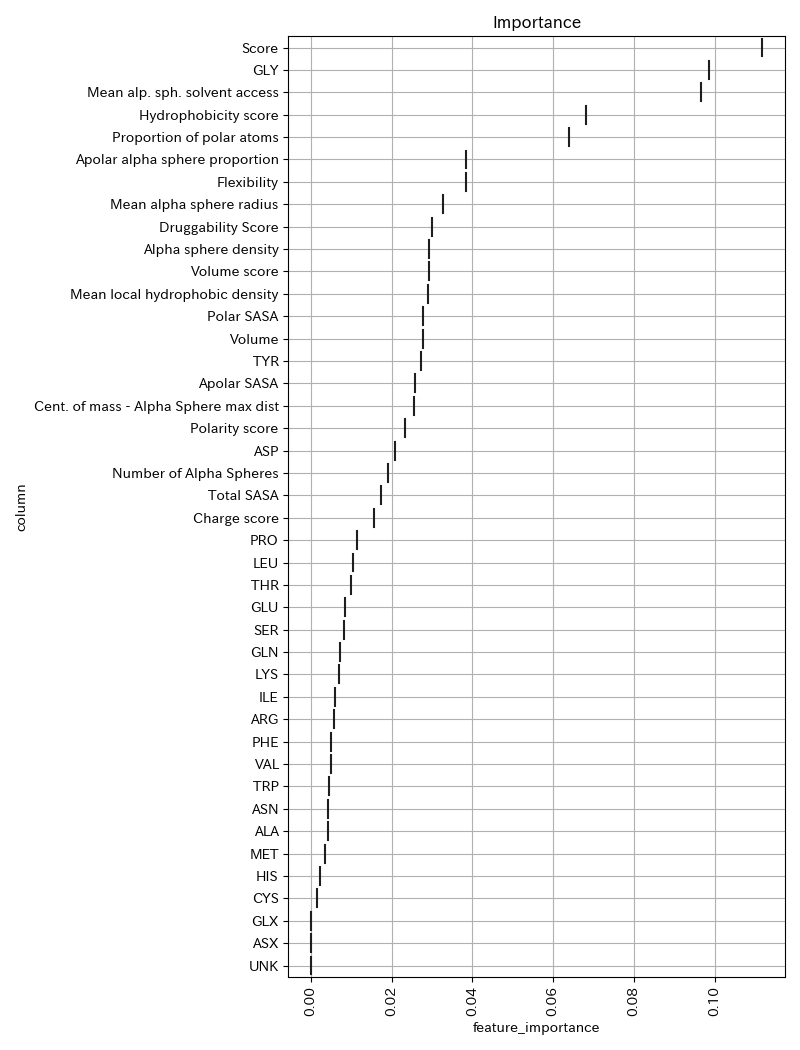 Importance
Score
GLY
Mean alp. sph. solvent access
Hydrophobicity score
Proportion of polar atoms
Apolar alpha sphere proportion
Flexibility
Mean alpha sphere radius
Druggability Score
Alpha sphere density
Volume score
Mean local hydrophobic density
Polar SASA
Volume
TYR
Apolar SASA
Cent. of mass - Alpha Sphere max dist
Polarity score
ASP
Number of Alpha Spheres
Total SASA
Charge score
PRO
LEU
THR
GLU
SER
GLN
LYS
ILE
ARG
PHE
VAL
TRP
ASN
ALA
MET
HIS
CYS
GLX
ASX
UNK
column
0.00 0.02 0.04 0.06 0.08 0.10
feature_importance